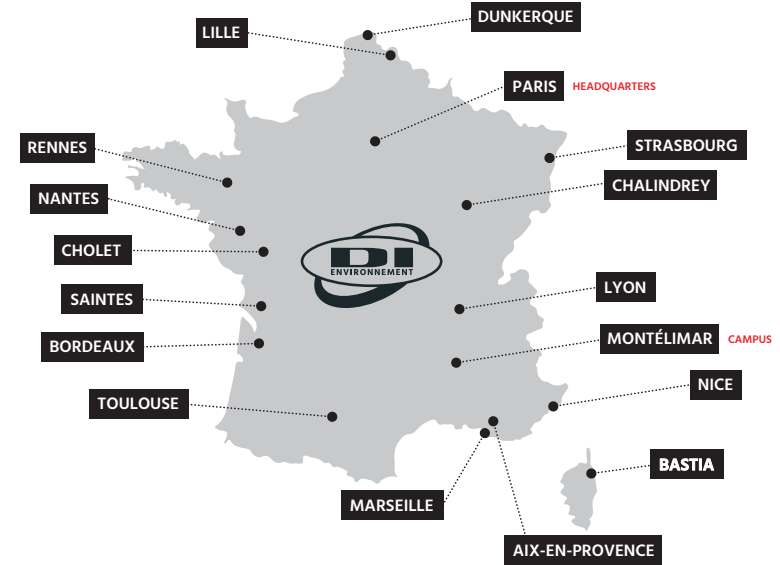 DUNKERQUE
LILLE
PARIS HEADQUARTERS
RENNES
STRASBOURG
CHALINDREY
NANTES
CHOLET
DI
ENVIRONNEMENT
SAINTES
LYON
BORDEAUX
MONTÉLIMAR CAMPUS
NICE
TOULOUSE
BASTIA
MARSEILLE
AIX-EN-PROVENCE